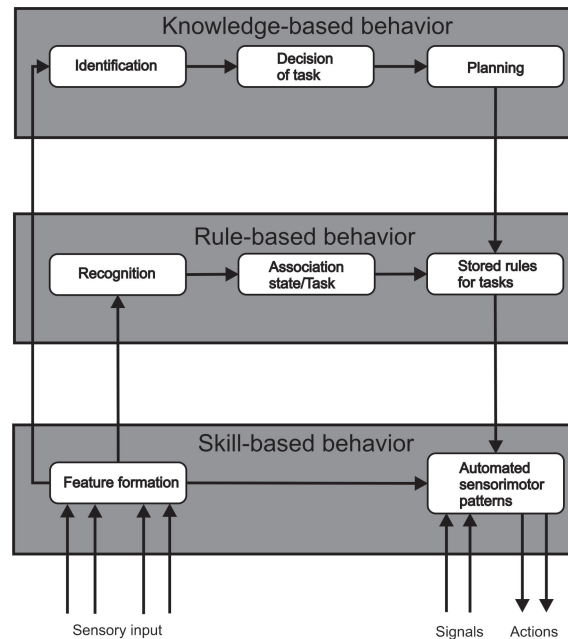 Knowledge-based behavior
Identification
Decision
of task
Planning
Rule-based behavior
Recognition
Association
state/Task
Stored rules
for tasks
Skill-based behavior
Feature formation
Automated
sensorimotor
patterns
Sensory input
Signals
Actions